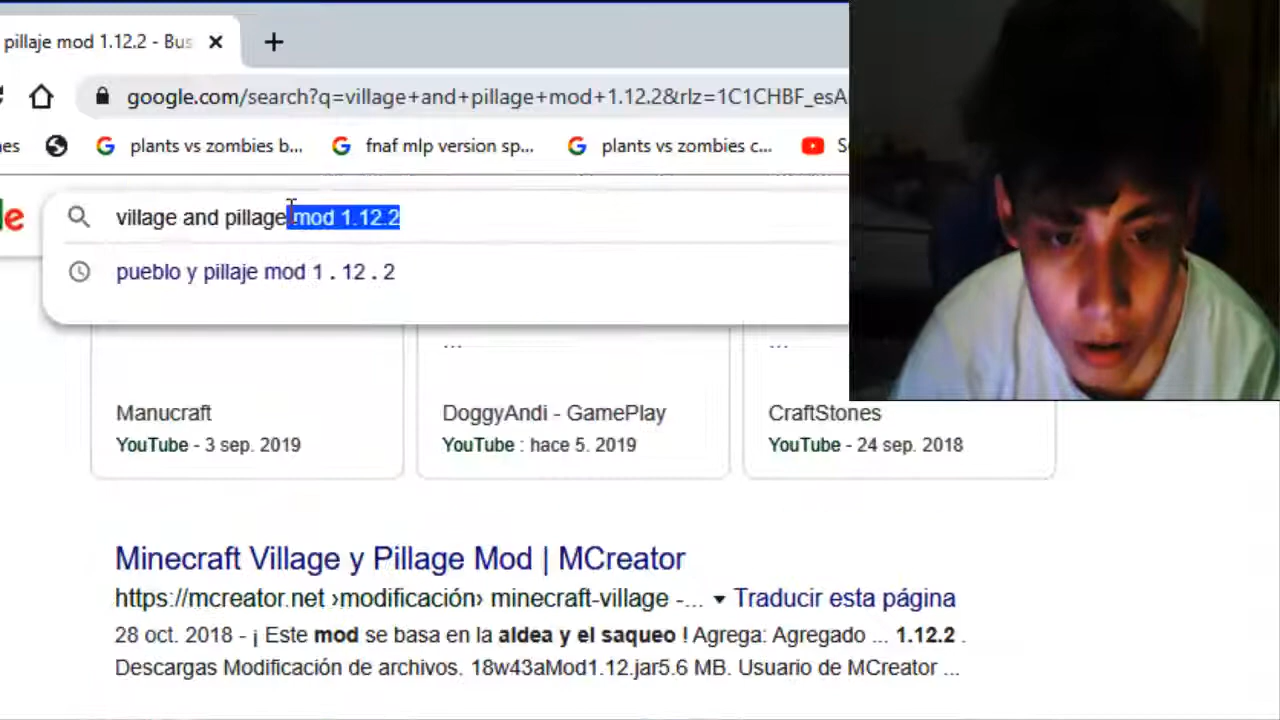 pillaje mod 1.12.2 - Bus
google.com/search?q=village+and+pillage+mod+1.12.2&rlz=1C1CHBF_esA
es
plants vs zombies b...
fnaf mlp version sp...
plants vs zombies c...
S
le
village and pillage mod 1.12.2
pueblo y pillaje mod 1 . 12 . 2
...
...
Manucraft
DoggyAndi - GamePlay
CraftStones
YouTube - 3 sep. 2019
YouTube : hace 5. 2019
YouTube - 24 sep. 2018
Minecraft Village y Pillage Mod | MCreator
https://mcreator.net ›modificación› minecraft-village -... Traducir esta página
28 oct. 2018 - ¡ Este mod se basa en la aldea y el saqueo ! Agrega: Agregado ... 1.12.2 .
Descargas Modificación de archivos. 18w43aMod1.12.jar5.6 MB. Usuario de MCreator ...